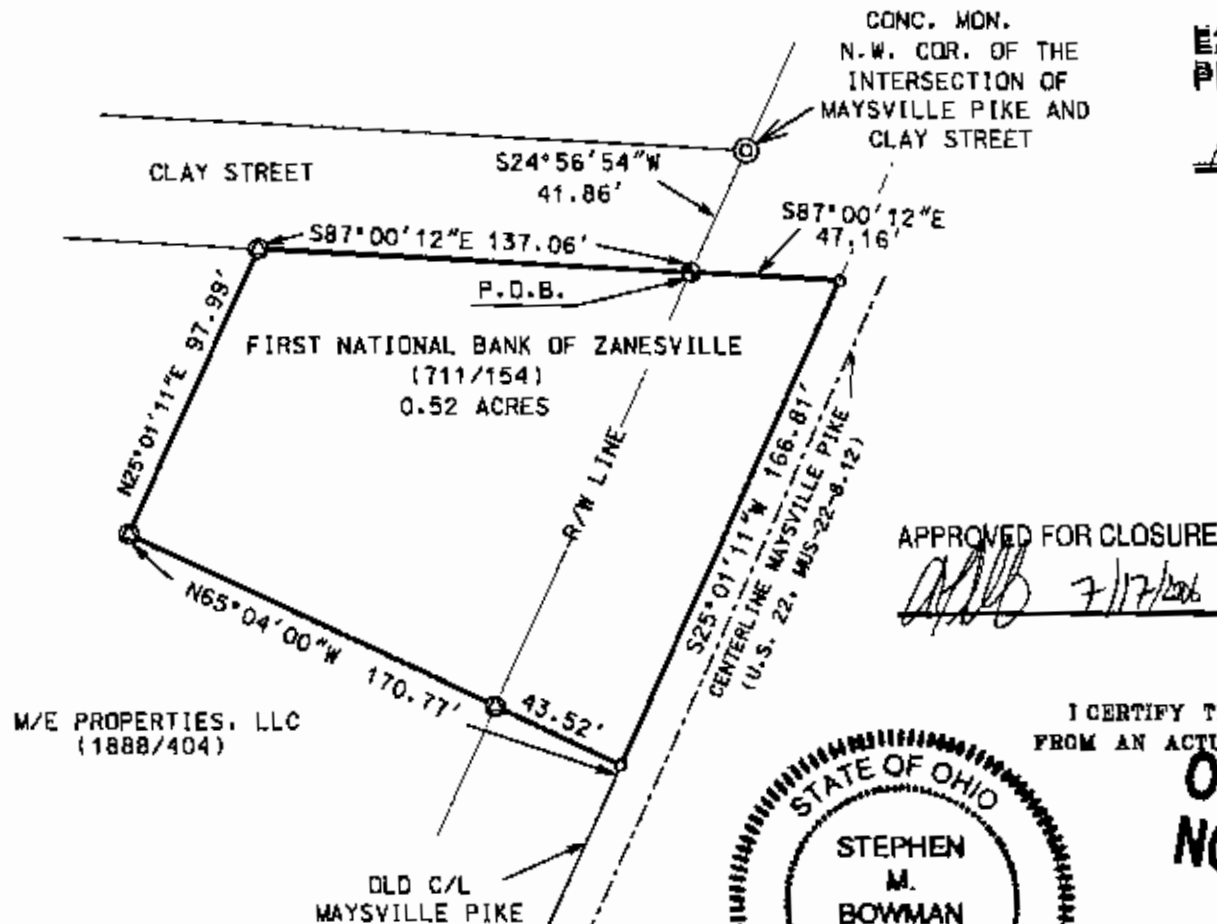 CONC. MON.
N.W. COR. OF THE
INTERSECTION OF
MAYSVILLE PIKE AND
CLAY STREET
CLAY STREET
S24°56'54"W
41.86'
S87°00'12"E
47.16'
S87°00'12"E 137.06'
P.O.B.
FIRST NATIONAL BANK OF ZANESVILLE
(711/154)
0.52 ACRES
N25°01'11"E 97.99'
R/W LINE
S25°01'11"W 166.81'
CENTERLINE MAYSVILLE PIKE
(U.S. 22, MUS-22-8.12)
APPROVED FOR CLOSURE
7/17/2006
N65°04'00"W 170.77'
43.52'
M/E PROPERTIES, LLC
(1888/404)
I CERTIFY T
FROM AN ACTU
O
NO
STATE OF OHIO
STEPHEN
M.
BOWMAN
OLD C/L
MAYSVILLE PIKE